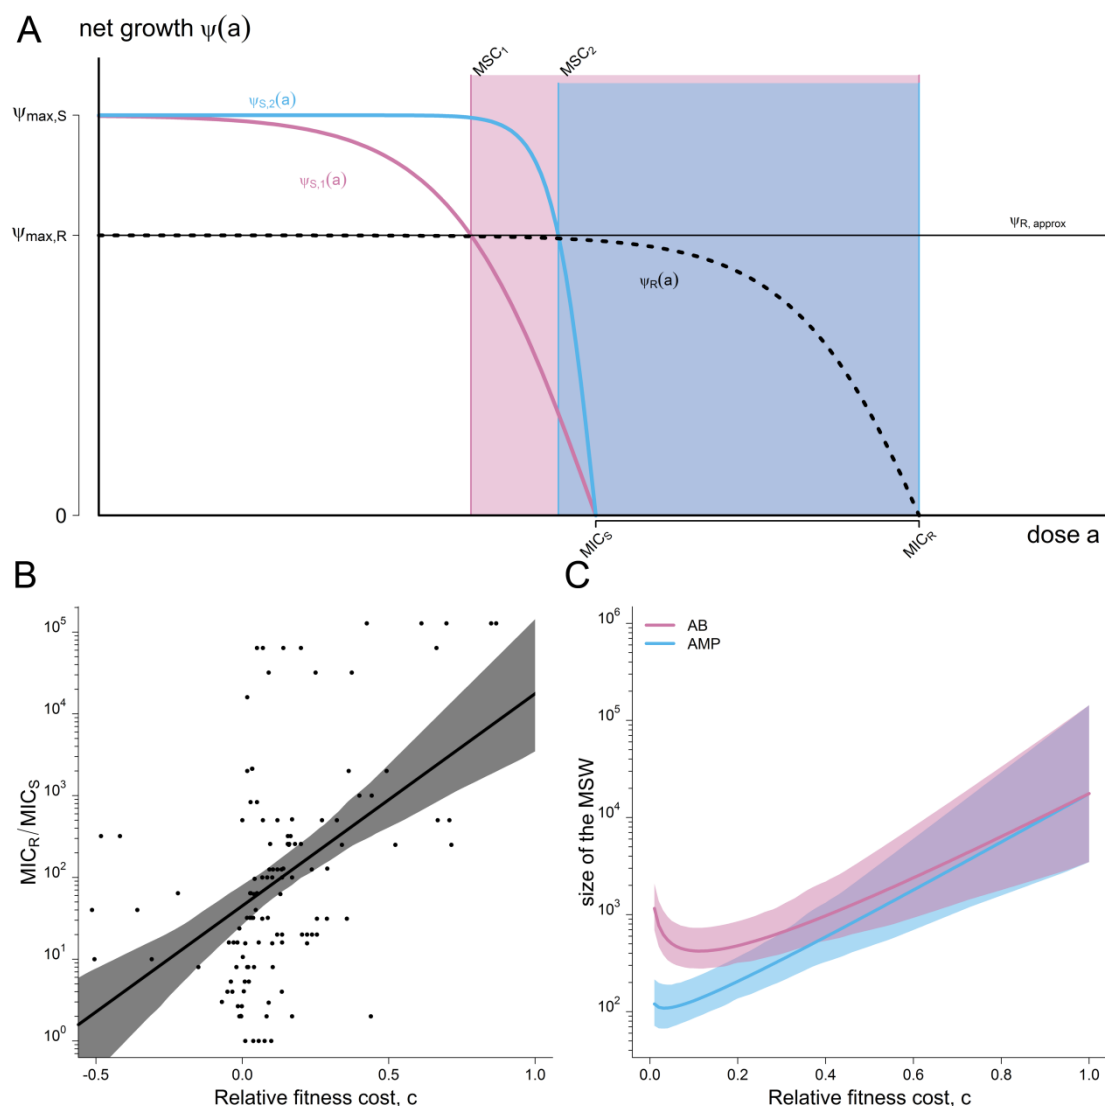 A
net growth ψ(a)
MSC₁
MSC₂
ψmax,S
ψS,2(a)
ψS,1(a)
ψR, approx
ψmax,R
ψR(a)
0
MICS
MICR
dose a
B
MICR/MICS
10⁵
10⁴
10³
10²
10¹
10⁰
-0.5
0.0
0.5
1.0
Relative fitness cost, c
C
AB
AMP
size of the MSW
10⁶
10⁵
10⁴
10³
10²
0.0
0.2
0.4
0.6
0.8
1.0
Relative fitness cost, c